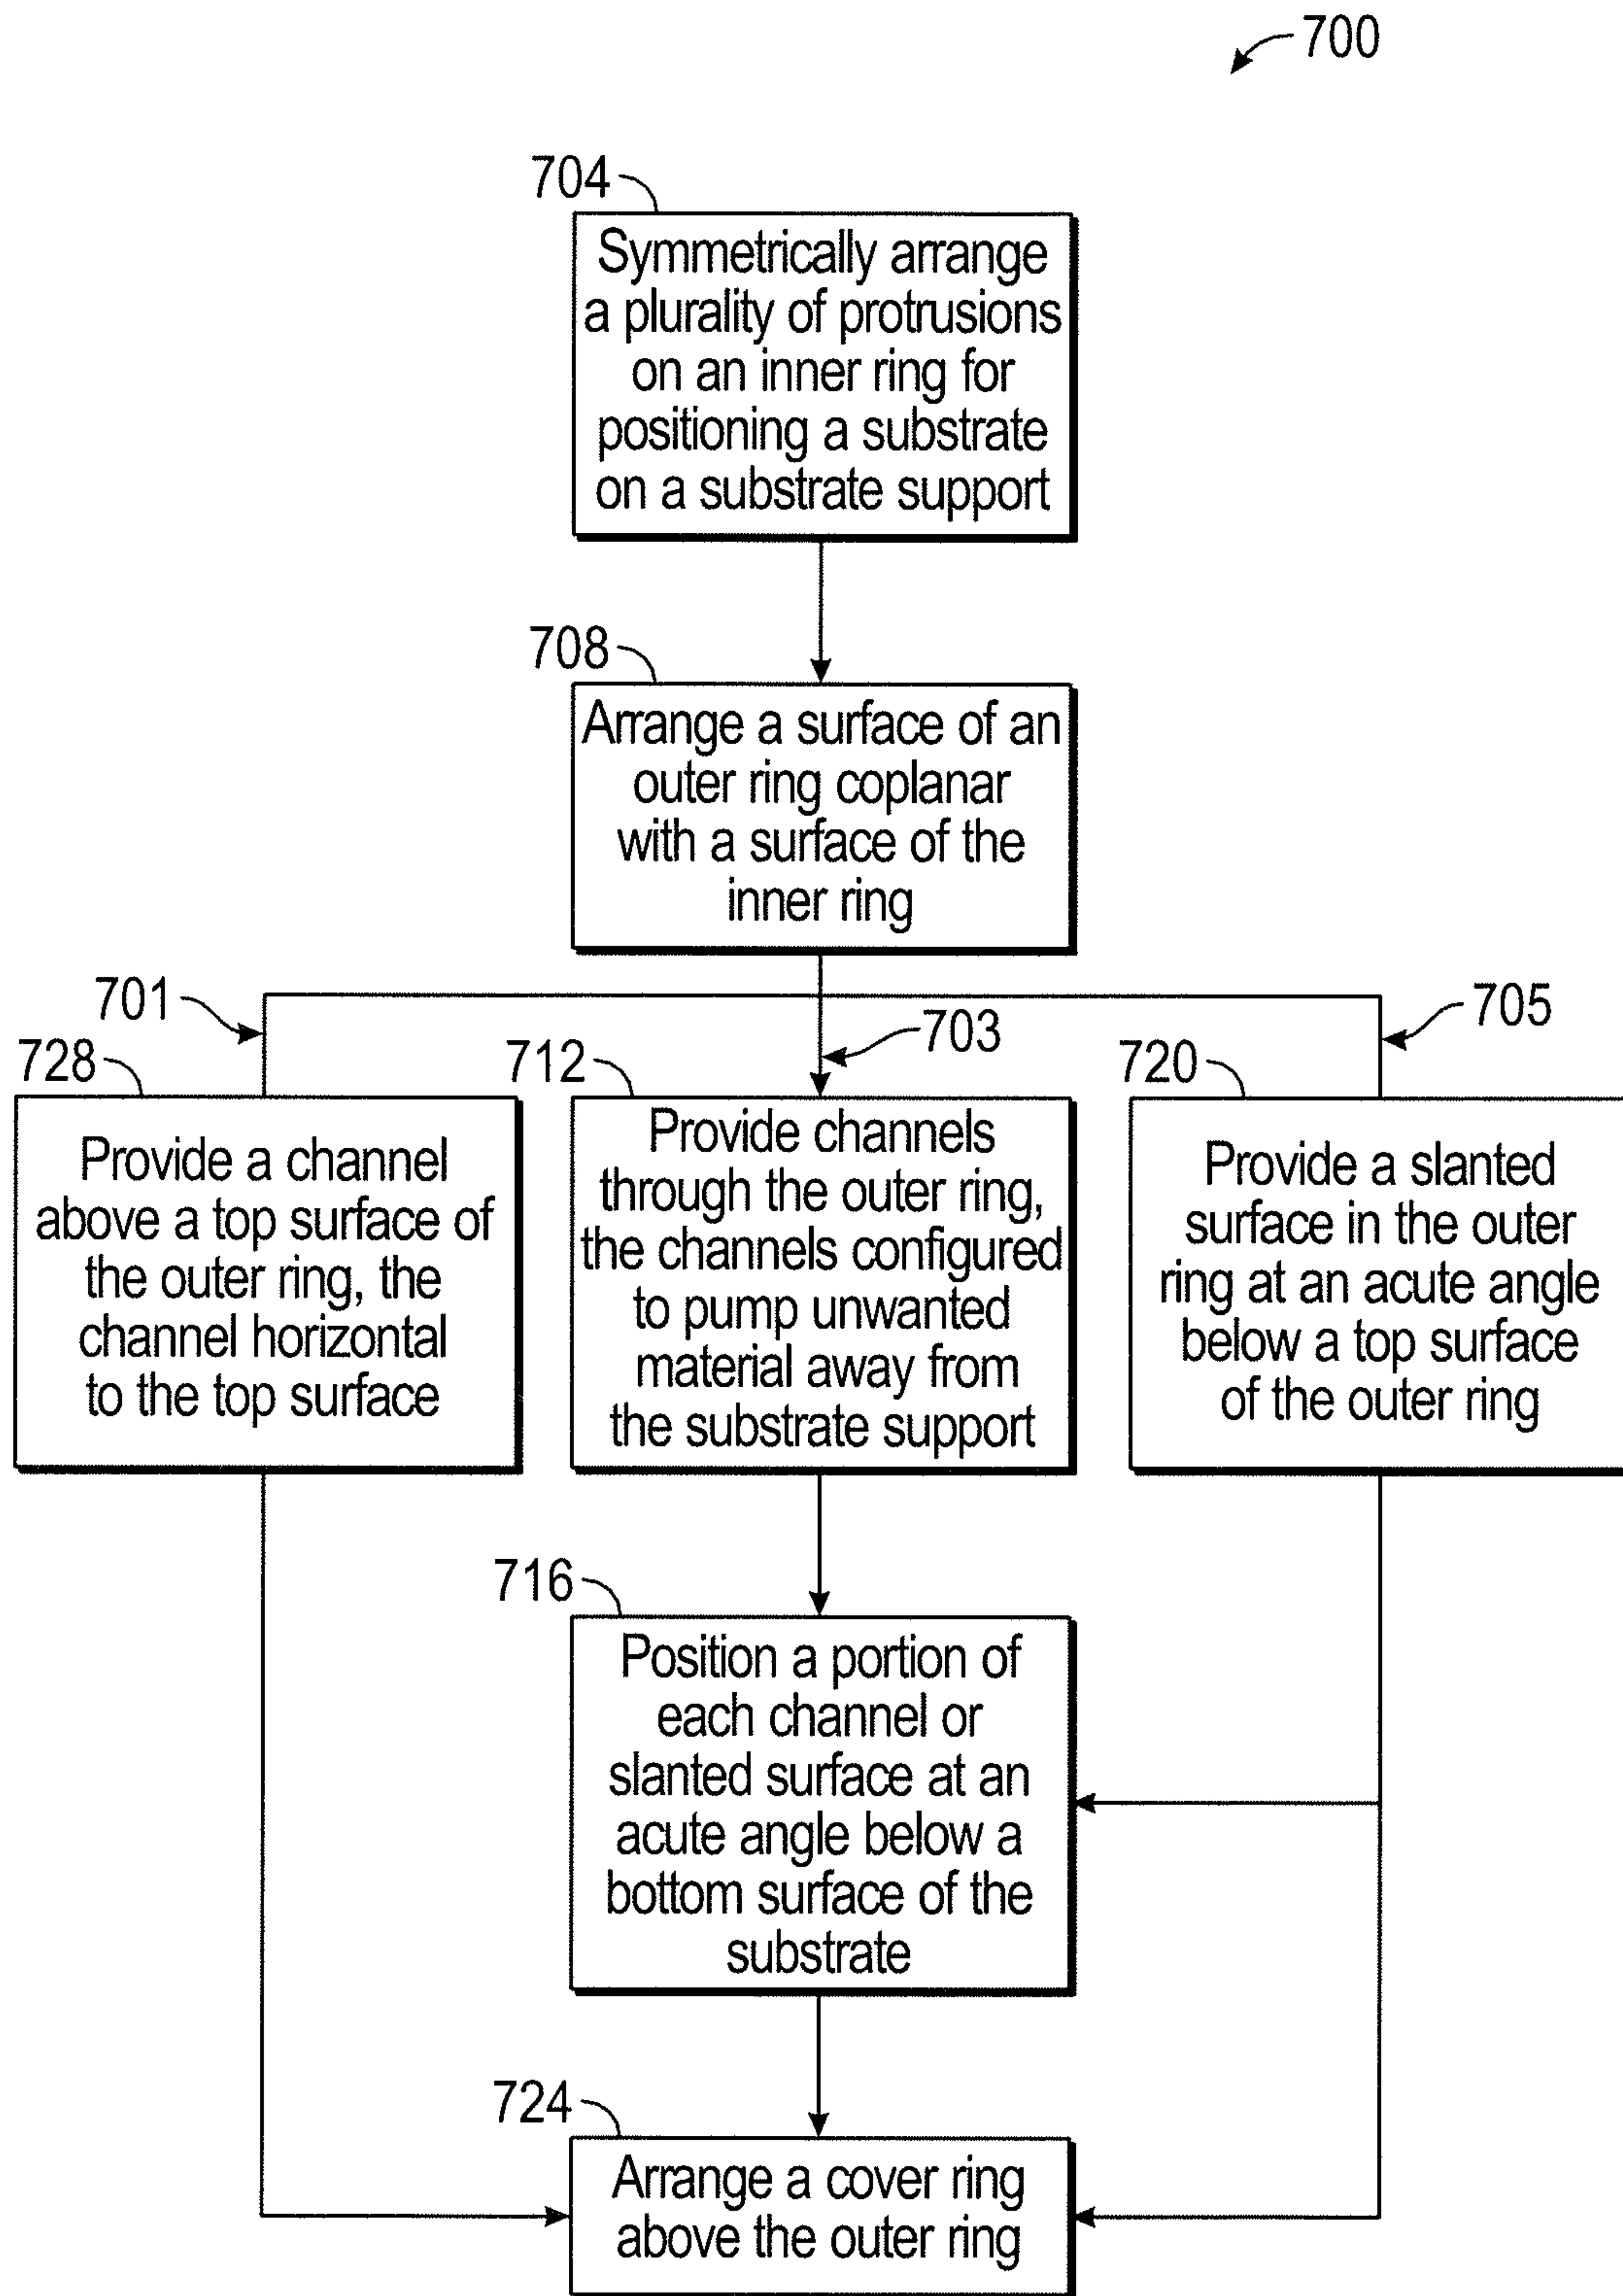 700
704
Symmetrically arrange
a plurality of protrusions
on an inner ring for
positioning a substrate
on a substrate support
708
Arrange a surface of an
outer ring coplanar
with a surface of the
inner ring
701
703
705
728
Provide a channel
above a top surface of
the outer ring, the
channel horizontal
to the top surface
712
Provide channels
through the outer ring,
the channels configured
to pump unwanted
material away from
the substrate support
720
Provide a slanted
surface in the outer
ring at an acute angle
below a top surface
of the outer ring
716
Position a portion of
each channel or
slanted surface at an
acute angle below a
bottom surface of the
substrate
724
Arrange a cover ring
above the outer ring